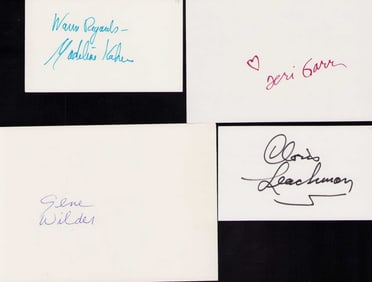 Warm Regards -
Madeline Kahn
♡ Teri Garr
Gene
Wilder
Cloris
Leachman